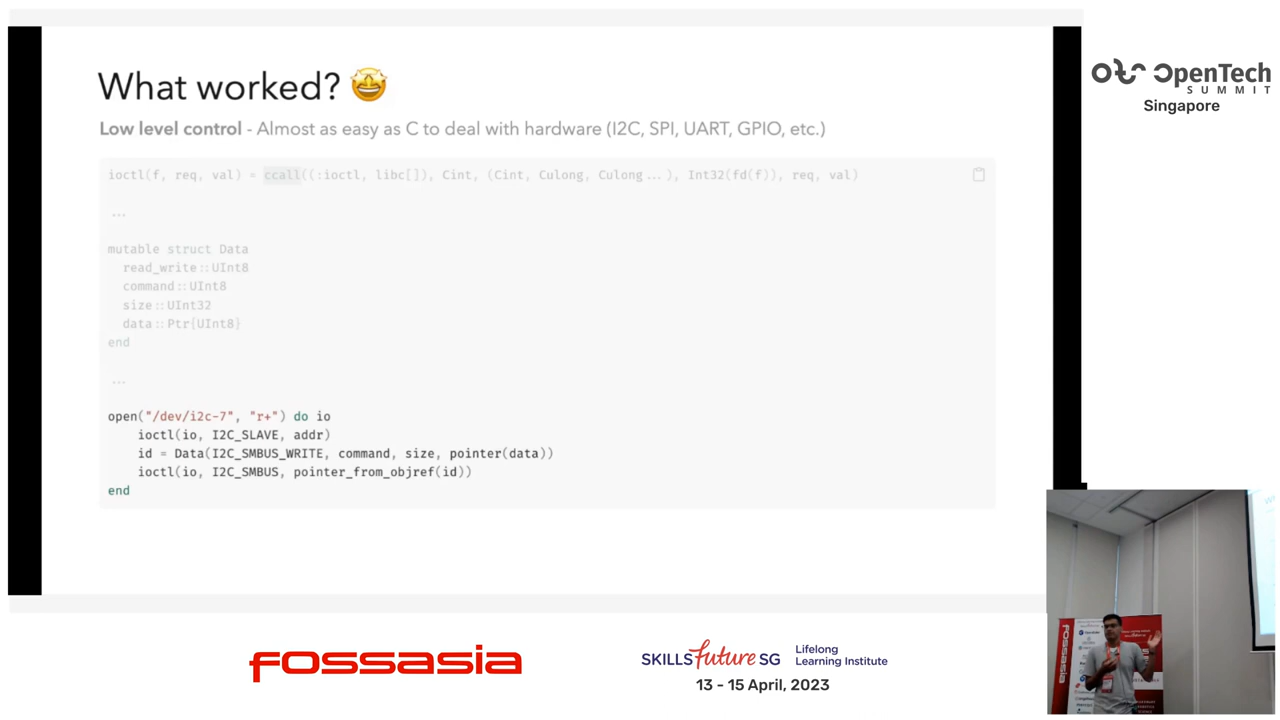 What worked? 🤩
Low level control - Almost as easy as C to deal with hardware (I2C, SPI, UART, GPIO, etc.)
ioctl(f, req, val) = ccall((:ioctl, libc[]), Cint, (Cint, Culong, Culong...), Int32(fd(f)), req, val)
...
mutable struct Data
read_write::UInt8
command::UInt8
size::UInt32
data::Ptr{UInt8}
end
...
open("/dev/i2c-7", "r+") do io
ioctl(io, I2C_SLAVE, addr)
id = Data(I2C_SMBUS_WRITE, command, size, pointer(data))
ioctl(io, I2C_SMBUS, pointer_from_objref(id))
end
OpenTech
SUMMIT
Singapore
fossasia
fossasia
SKILLSfuture SG
Lifelong
Learning Institute
13 - 15 April, 2023